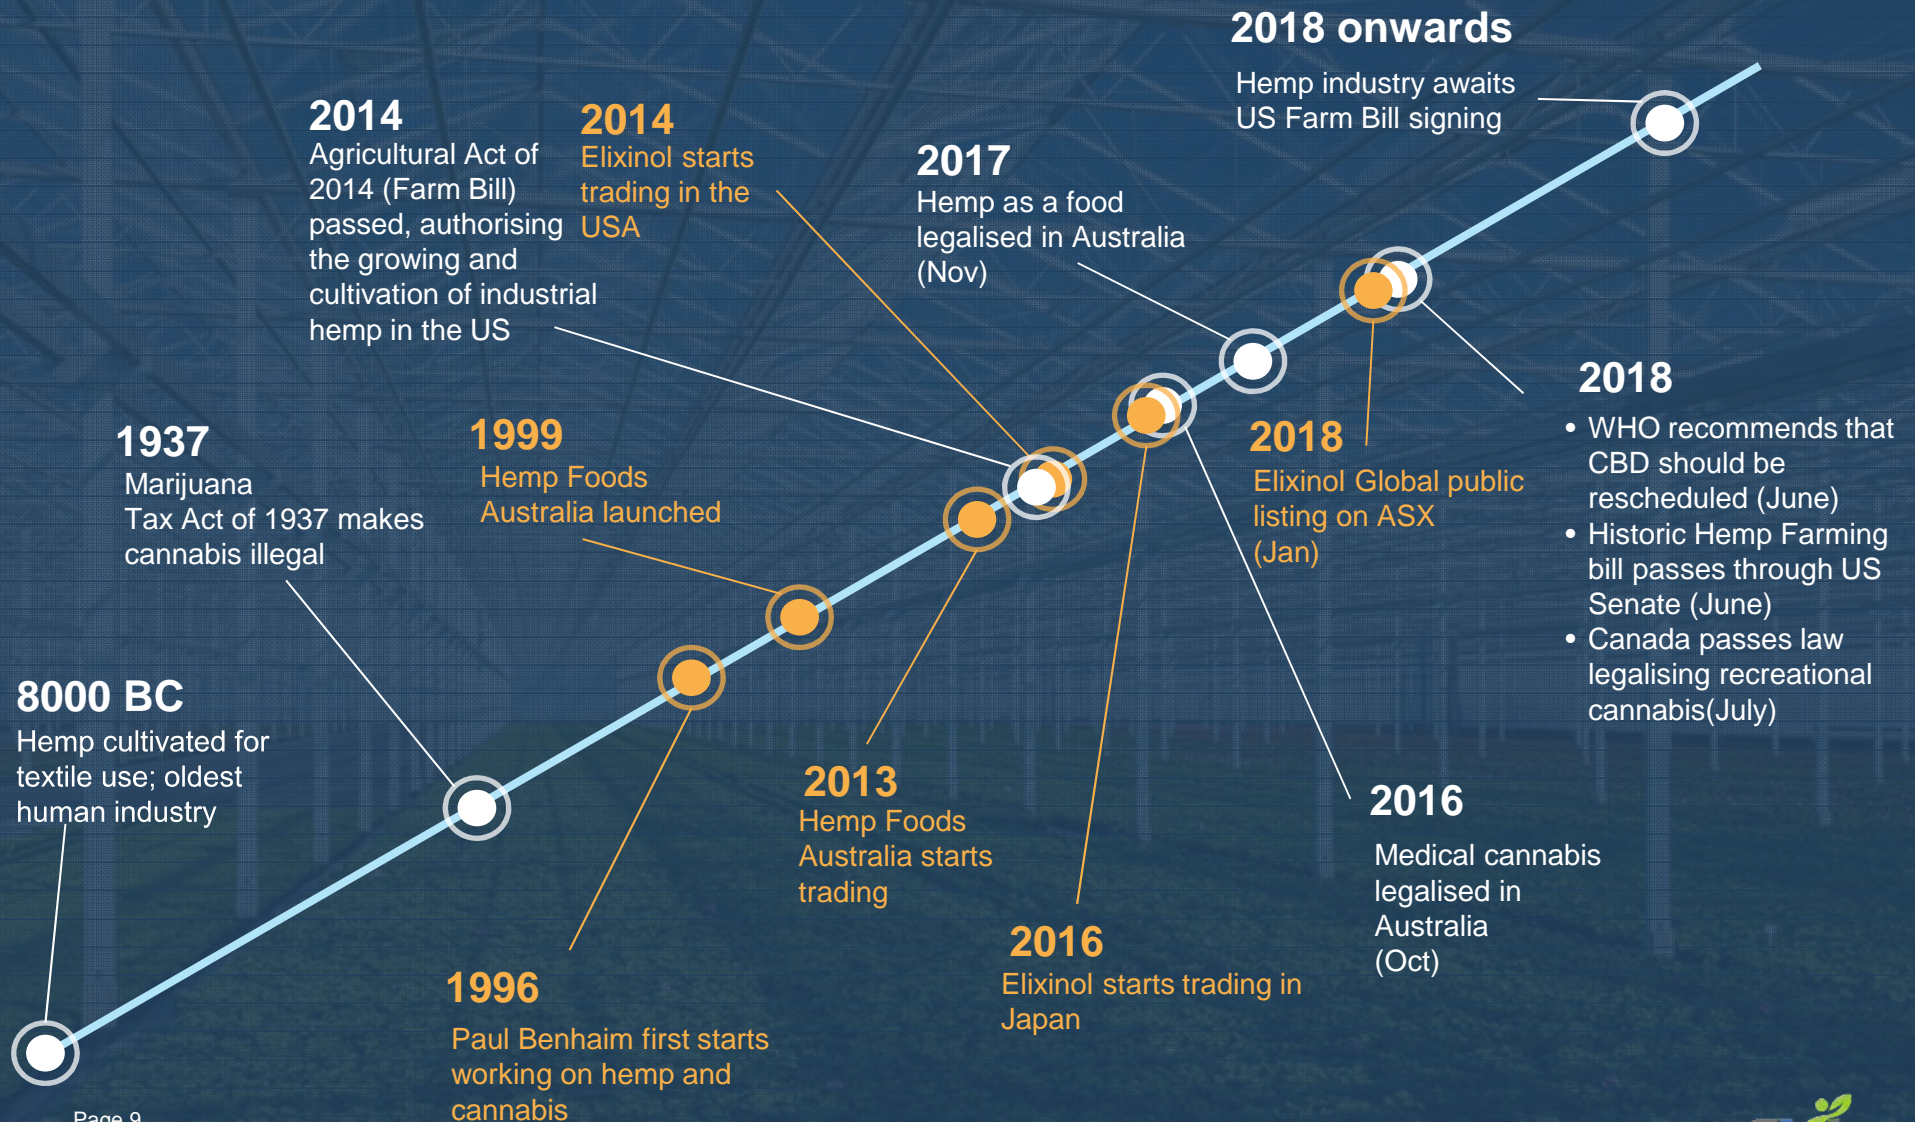 2018 onwards
Hemp industry awaits
US Farm Bill signing
2014
Agricultural Act of
2014 (Farm Bill)
passed, authorising
the growing and
cultivation of industrial
hemp in the US
2014
Elixinol starts
trading in the
USA
2017
Hemp as a food
legalised in Australia
(Nov)
2018
• WHO recommends that
CBD should be
rescheduled (June)
• Historic Hemp Farming
bill passes through US
Senate (June)
• Canada passes law
legalising recreational
cannabis(July)
1937
Marijuana
Tax Act of 1937 makes
cannabis illegal
1999
Hemp Foods
Australia launched
2018
Elixinol Global public
listing on ASX
(Jan)
8000 BC
Hemp cultivated for
textile use; oldest
human industry
2013
Hemp Foods
Australia starts
trading
2016
Medical cannabis
legalised in
Australia
(Oct)
2016
Elixinol starts trading in
Japan
1996
Paul Benhaim first starts
working on hemp and
cannabis
Page 9